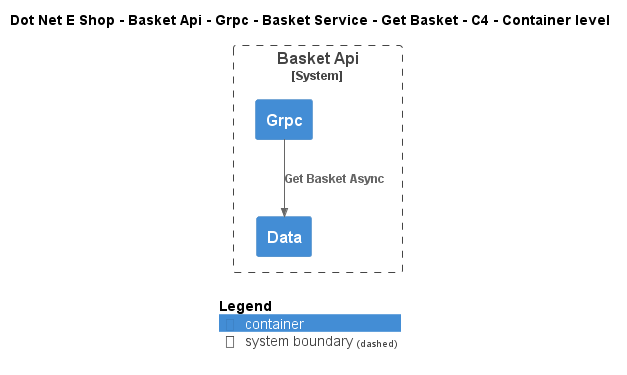 Dot Net E Shop - Basket Api - Grpc - Basket Service - Get Basket - C4 - Container level
Basket Api
[System]
Grpc
Get Basket Async
Data
Legend
container
system boundary (dashed)